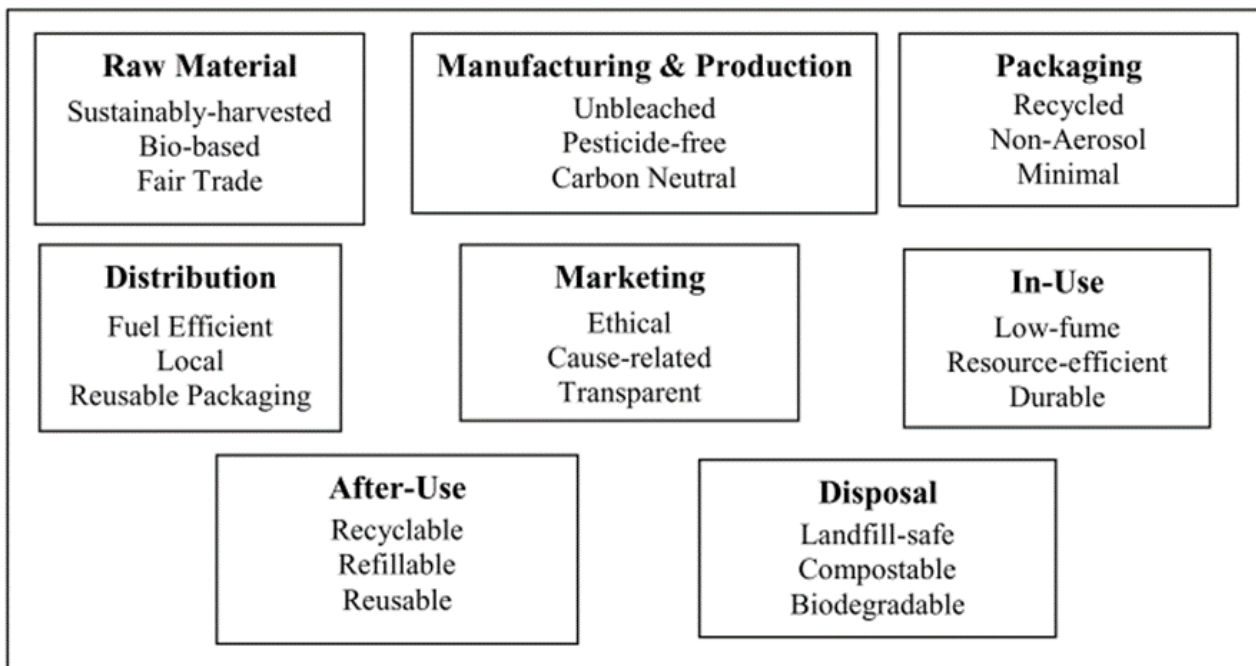 Raw Material
Sustainably-harvested
Bio-based
Fair Trade
Manufacturing & Production
Unbleached
Pesticide-free
Carbon Neutral
Packaging
Recycled
Non-Aerosol
Minimal
Distribution
Fuel Efficient
Local
Reusable Packaging
Marketing
Ethical
Cause-related
Transparent
In-Use
Low-fume
Resource-efficient
Durable
After-Use
Recyclable
Refillable
Reusable
Disposal
Landfill-safe
Compostable
Biodegradable